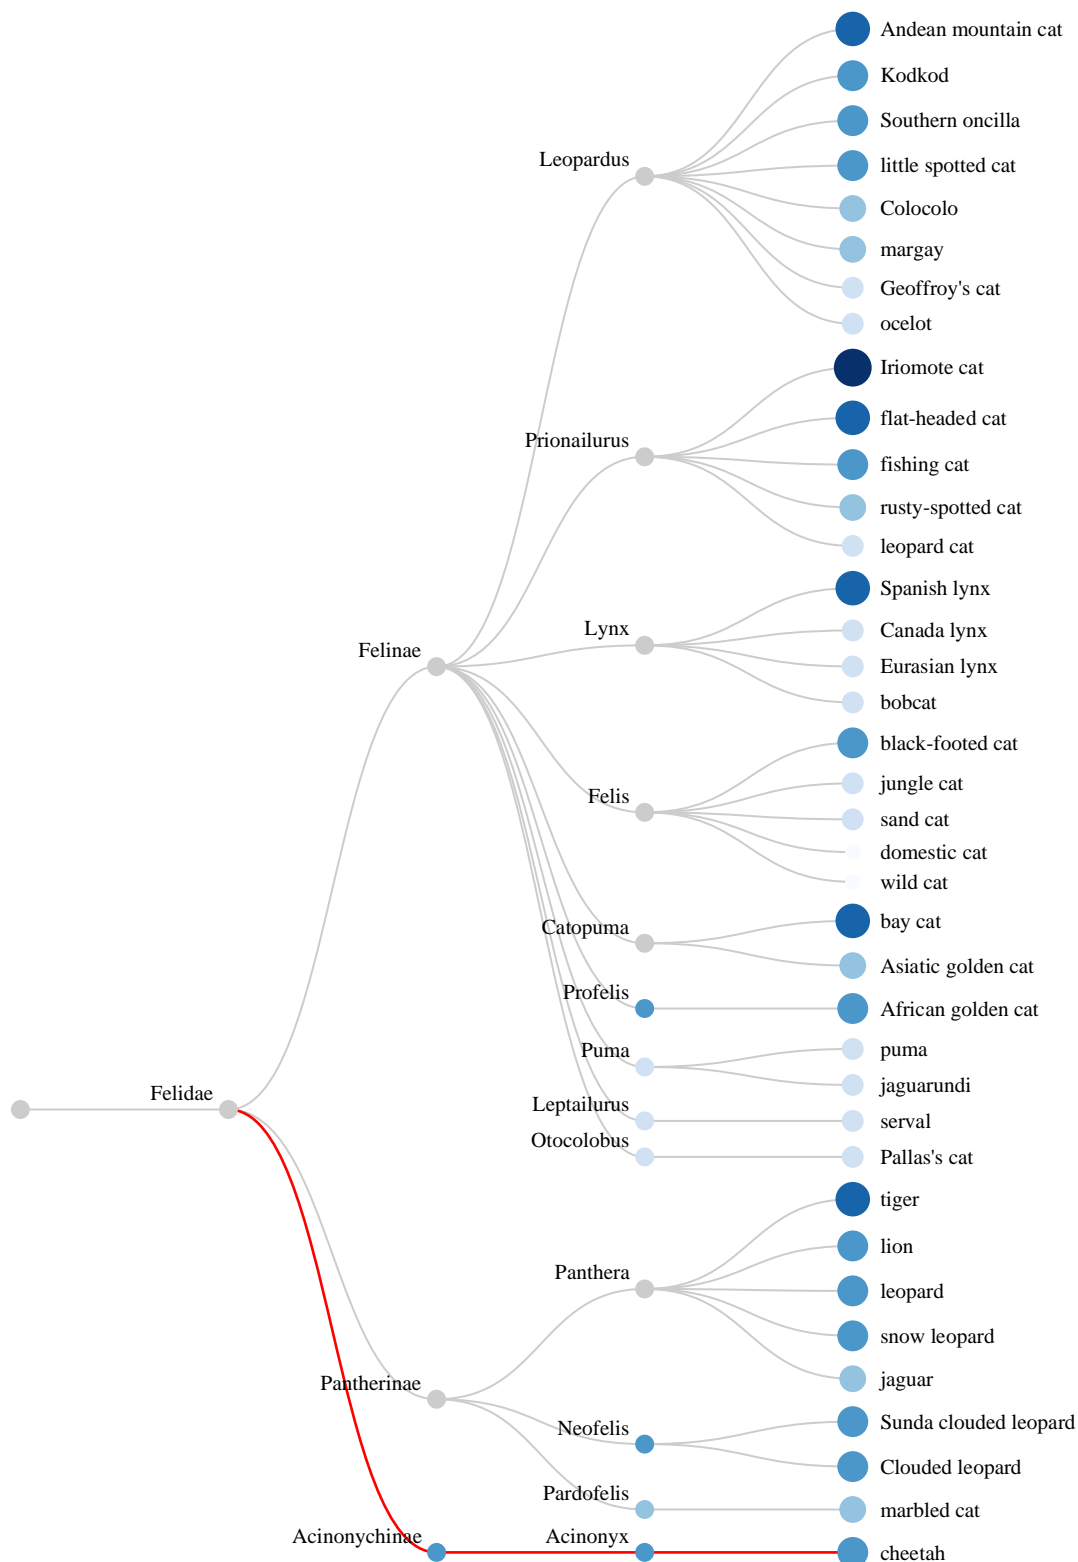 Andean mountain cat
Kodkod
Southern oncilla
Leopardus
little spotted cat
Colocolo
margay
Geoffroy's cat
ocelot
Iriomote cat
flat-headed cat
Prionailurus
fishing cat
rusty-spotted cat
leopard cat
Spanish lynx
Lynx
Canada lynx
Felinae
Eurasian lynx
bobcat
black-footed cat
jungle cat
Felis
sand cat
domestic cat
wild cat
bay cat
Catopuma
Asiatic golden cat
Profelis
African golden cat
Puma
puma
jaguarundi
Felidae
Leptailurus
serval
Otocolobus
Pallas's cat
tiger
lion
Panthera
leopard
snow leopard
jaguar
Pantherinae
Sunda clouded leopard
Neofelis
Clouded leopard
Pardofelis
marbled cat
Acinonychinae
Acinonyx
cheetah